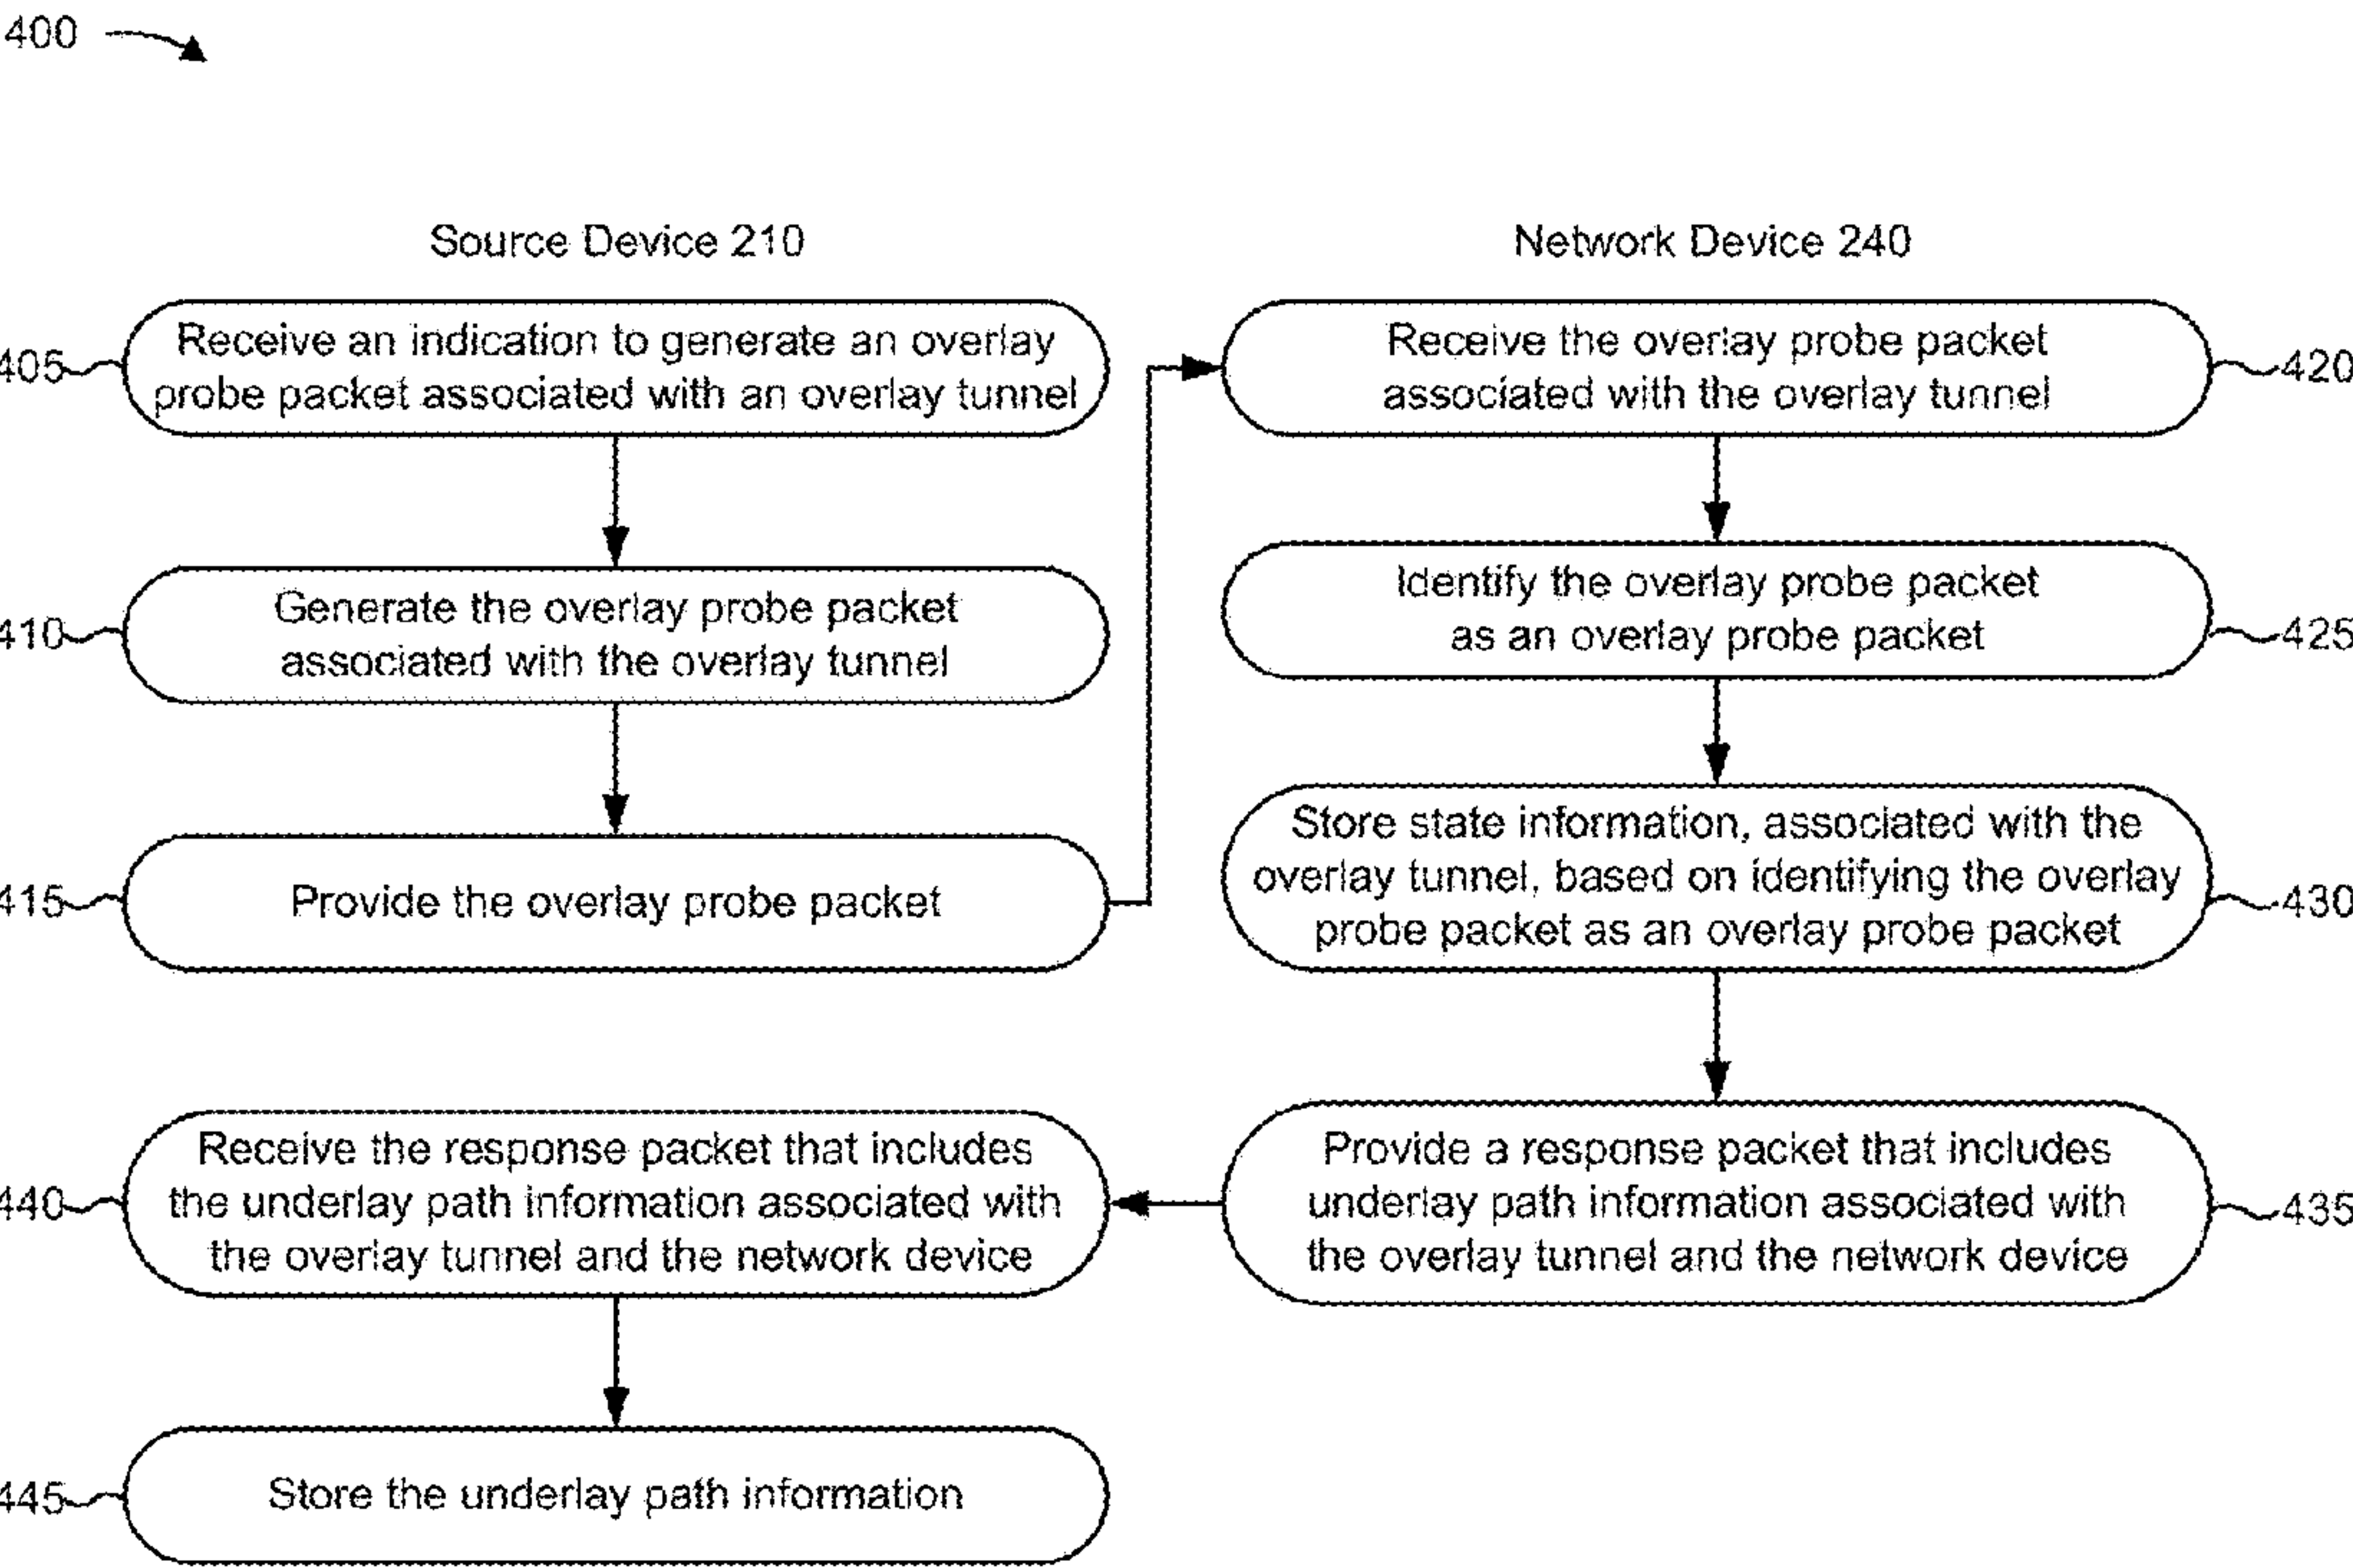 400
Source Device 210
Receive an indication to generate an overlay
probe packet associated with an overlay tunnel
405
Generate the overlay probe packet
associated with the overlay tunnel
410
Provide the overlay probe packet
415
Network Device 240
Receive the overlay probe packet
associated with the overlay tunnel
420
Identify the overlay probe packet
as an overlay probe packet
425
Store state information, associated with the
overlay tunnel, based on identifying the overlay
probe packet as an overlay probe packet
430
Provide a response packet that includes
underlay path information associated with
the overlay tunnel and the network device
435
Receive the response packet that includes
the underlay path information associated with
the overlay tunnel and the network device
440
Store the underlay path information
445